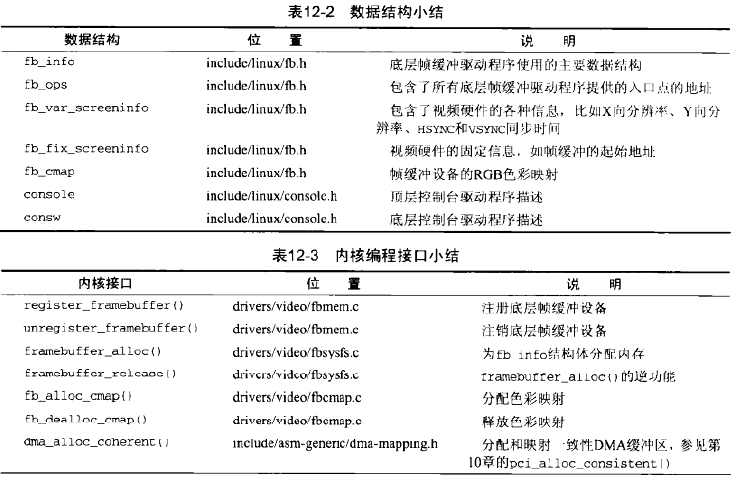 表12-2 数据结构小结
数据结构 位 置 说 明
fb_info include/linux/fb.h 底层帧缓冲驱动程序使用的主要数据结构
fb_ops include/linux/fb.h 包含了所有底层帧缓冲驱动程序提供的入口点的地址
fb_var_screeninfo include/linux/fb.h 包含了视频硬件的各种信息，比如X向分辨率、Y向分
辨率、HSYNC和VSYNC同步时间
fb_fix_screeninfo include/linux/fb.h 视频硬件的固定信息，如帧缓冲的起始地址
fb_cmap include/linux/fb.h 帧缓冲设备的RGB色彩映射
console include/linux/console.h 顶层控制台驱动程序描述
consw include/linux/console.h 底层控制台驱动程序描述
表12-3 内核编程接口小结
内核接口 位 置 说 明
register_framebuffer() drivers/video/fbmem.c 注册底层帧缓冲设备
unregister_framebuffer() drivers/video/fbmem.c 注销底层帧缓冲设备
framebuffer_alloc() drivers/video/fbsysfs.c 为fb_info结构体分配内存
framebuffer_release() drivers/video/fbsysfs.c framebuffer_alloc()的逆功能
fb_alloc_cmap() drivers/video/fbcmap.c 分配色彩映射
fb_dealloc_cmap() drivers/video/fbcmap.c 释放色彩映射
dma_alloc_coherent() include/asm-generic/dma-mapping.h 分配和映射一致性DMA缓冲区，参见第
10章的pci_alloc_consistent()